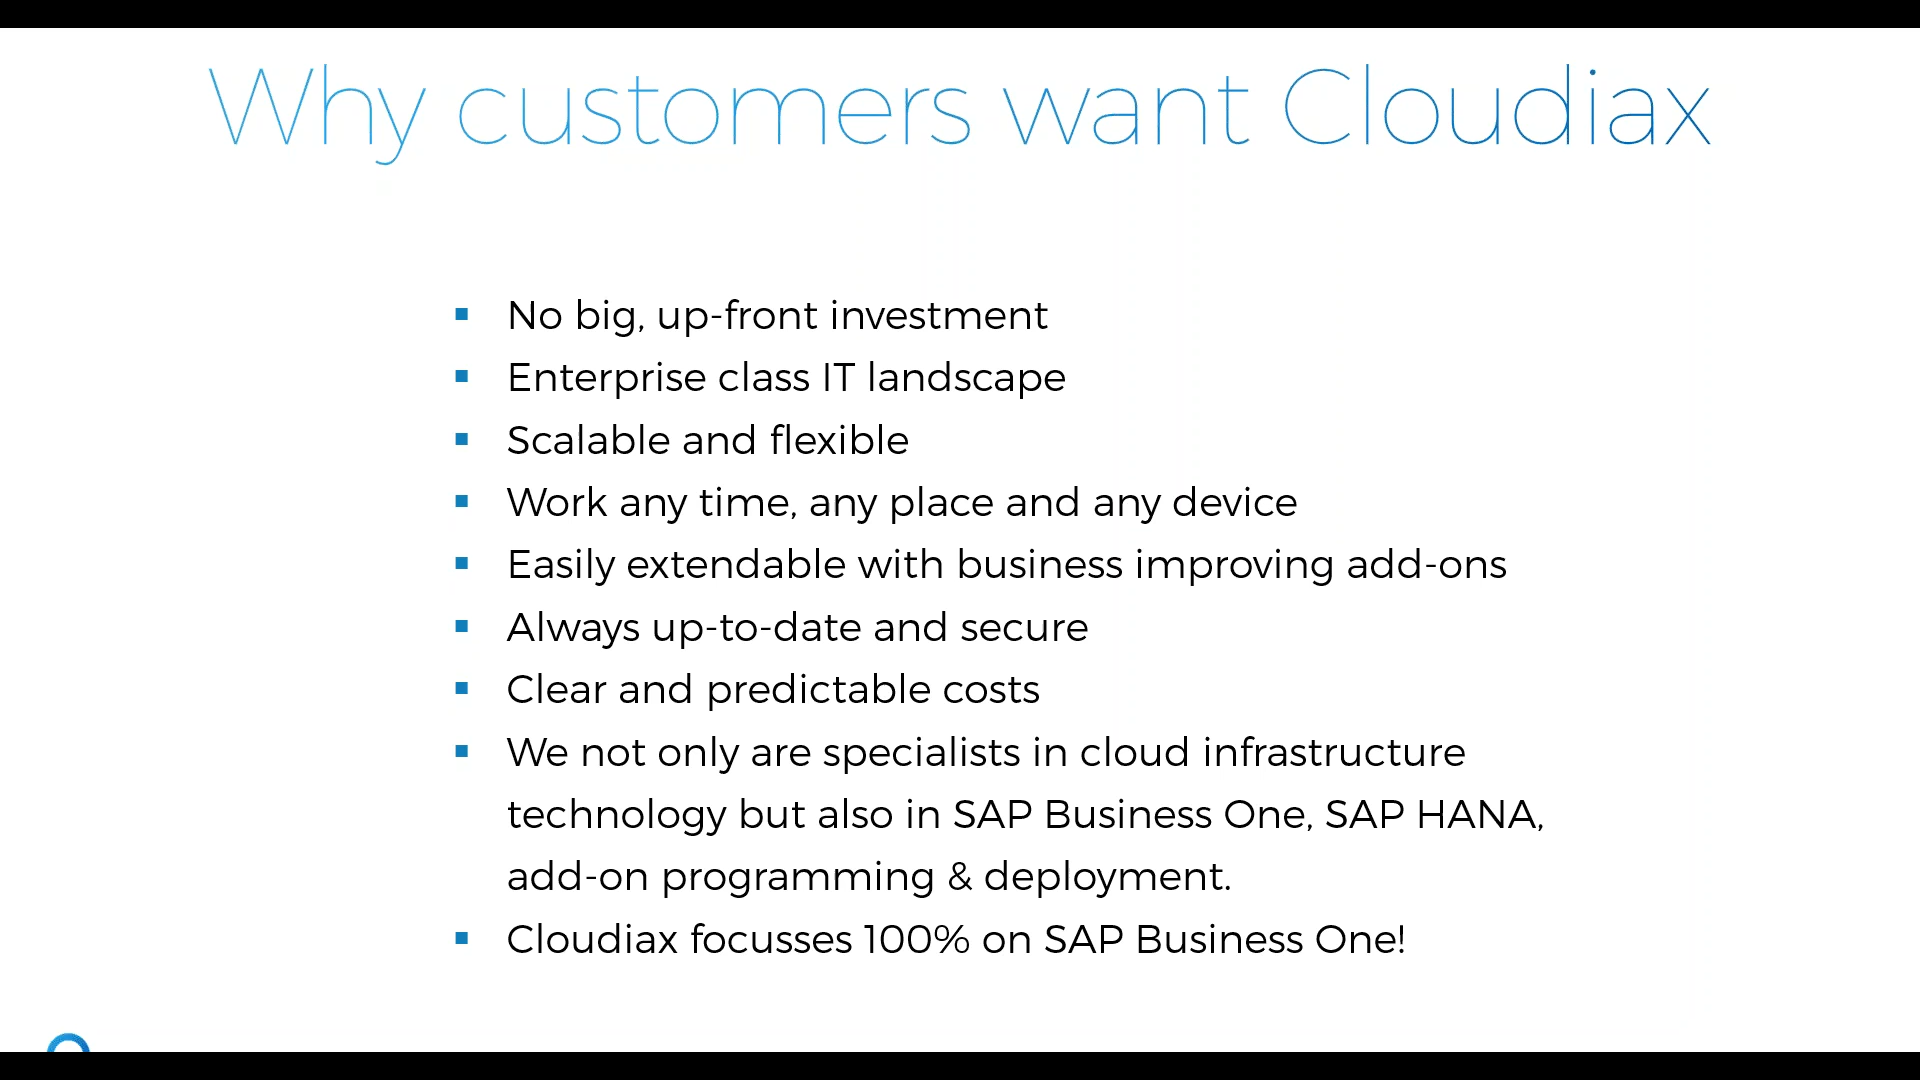 Why customers want Cloudiax
▪ No big, up-front investment
▪ Enterprise class IT landscape
▪ Scalable and flexible
▪ Work any time, any place and any device
▪ Easily extendable with business improving add-ons
▪ Always up-to-date and secure
▪ Clear and predictable costs
▪ We not only are specialists in cloud infrastructure
technology but also in SAP Business One, SAP HANA,
add-on programming & deployment.
▪ Cloudiax focusses 100% on SAP Business One!